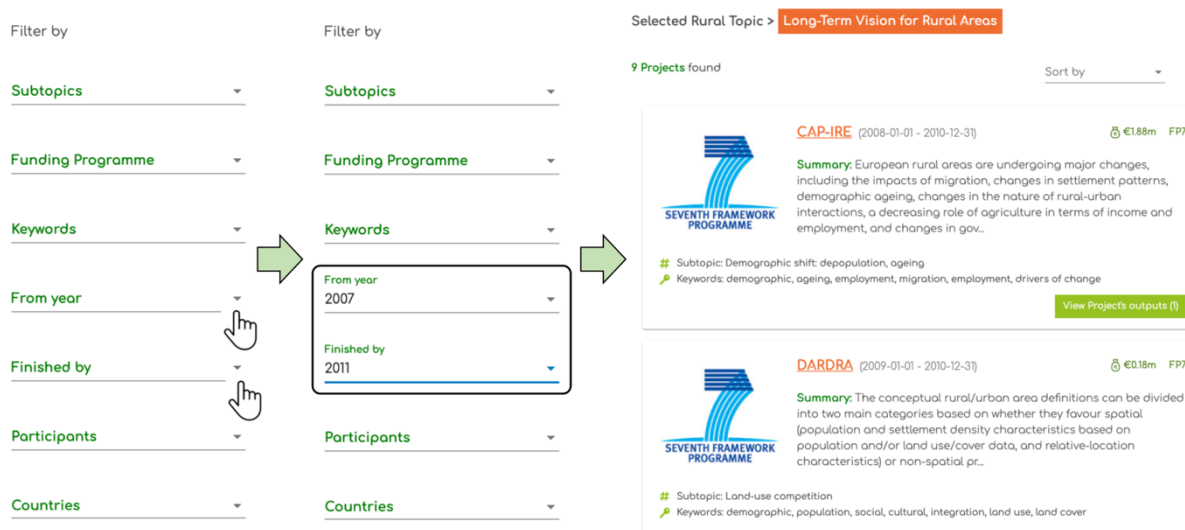 Filter by
Subtopics
Funding Programme
Keywords
From year
Finished by
Participants
Countries
Filter by
Subtopics
Funding Programme
Keywords
From year
2007
Finished by
2011
Participants
Countries
Selected Rural Topic > Long-Term Vision for Rural Areas
9 Projects found
Sort by
CAP-IRE (2008-01-01 - 2010-12-31)
€1.88m FP7
Summary: European rural areas are undergoing major changes,
including the impacts of migration, changes in settlement patterns,
demographic ageing, changes in the nature of rural-urban
interactions, a decreasing role of agriculture in terms of income and
employment, and changes in gov...
SEVENTH FRAMEWORK
PROGRAMME
# Subtopic: Demographic shift: depopulation, ageing
Keywords: demographic, ageing, employment, migration, employment, drivers of change
View Project's outputs (1)
DARDRA (2009-01-01 - 2010-12-31)
€0.18m FP7
Summary: The conceptual rural/urban area definitions can be divided
into two main categories based on whether they favour spatial
(population and settlement density characteristics based on
population and/or land use/cover data, and relative-location
characteristics) or non-spatial pr...
SEVENTH FRAMEWORK
PROGRAMME
# Subtopic: Land-use competition
Keywords: demographic, population, social, cultural, integration, land use, land cover